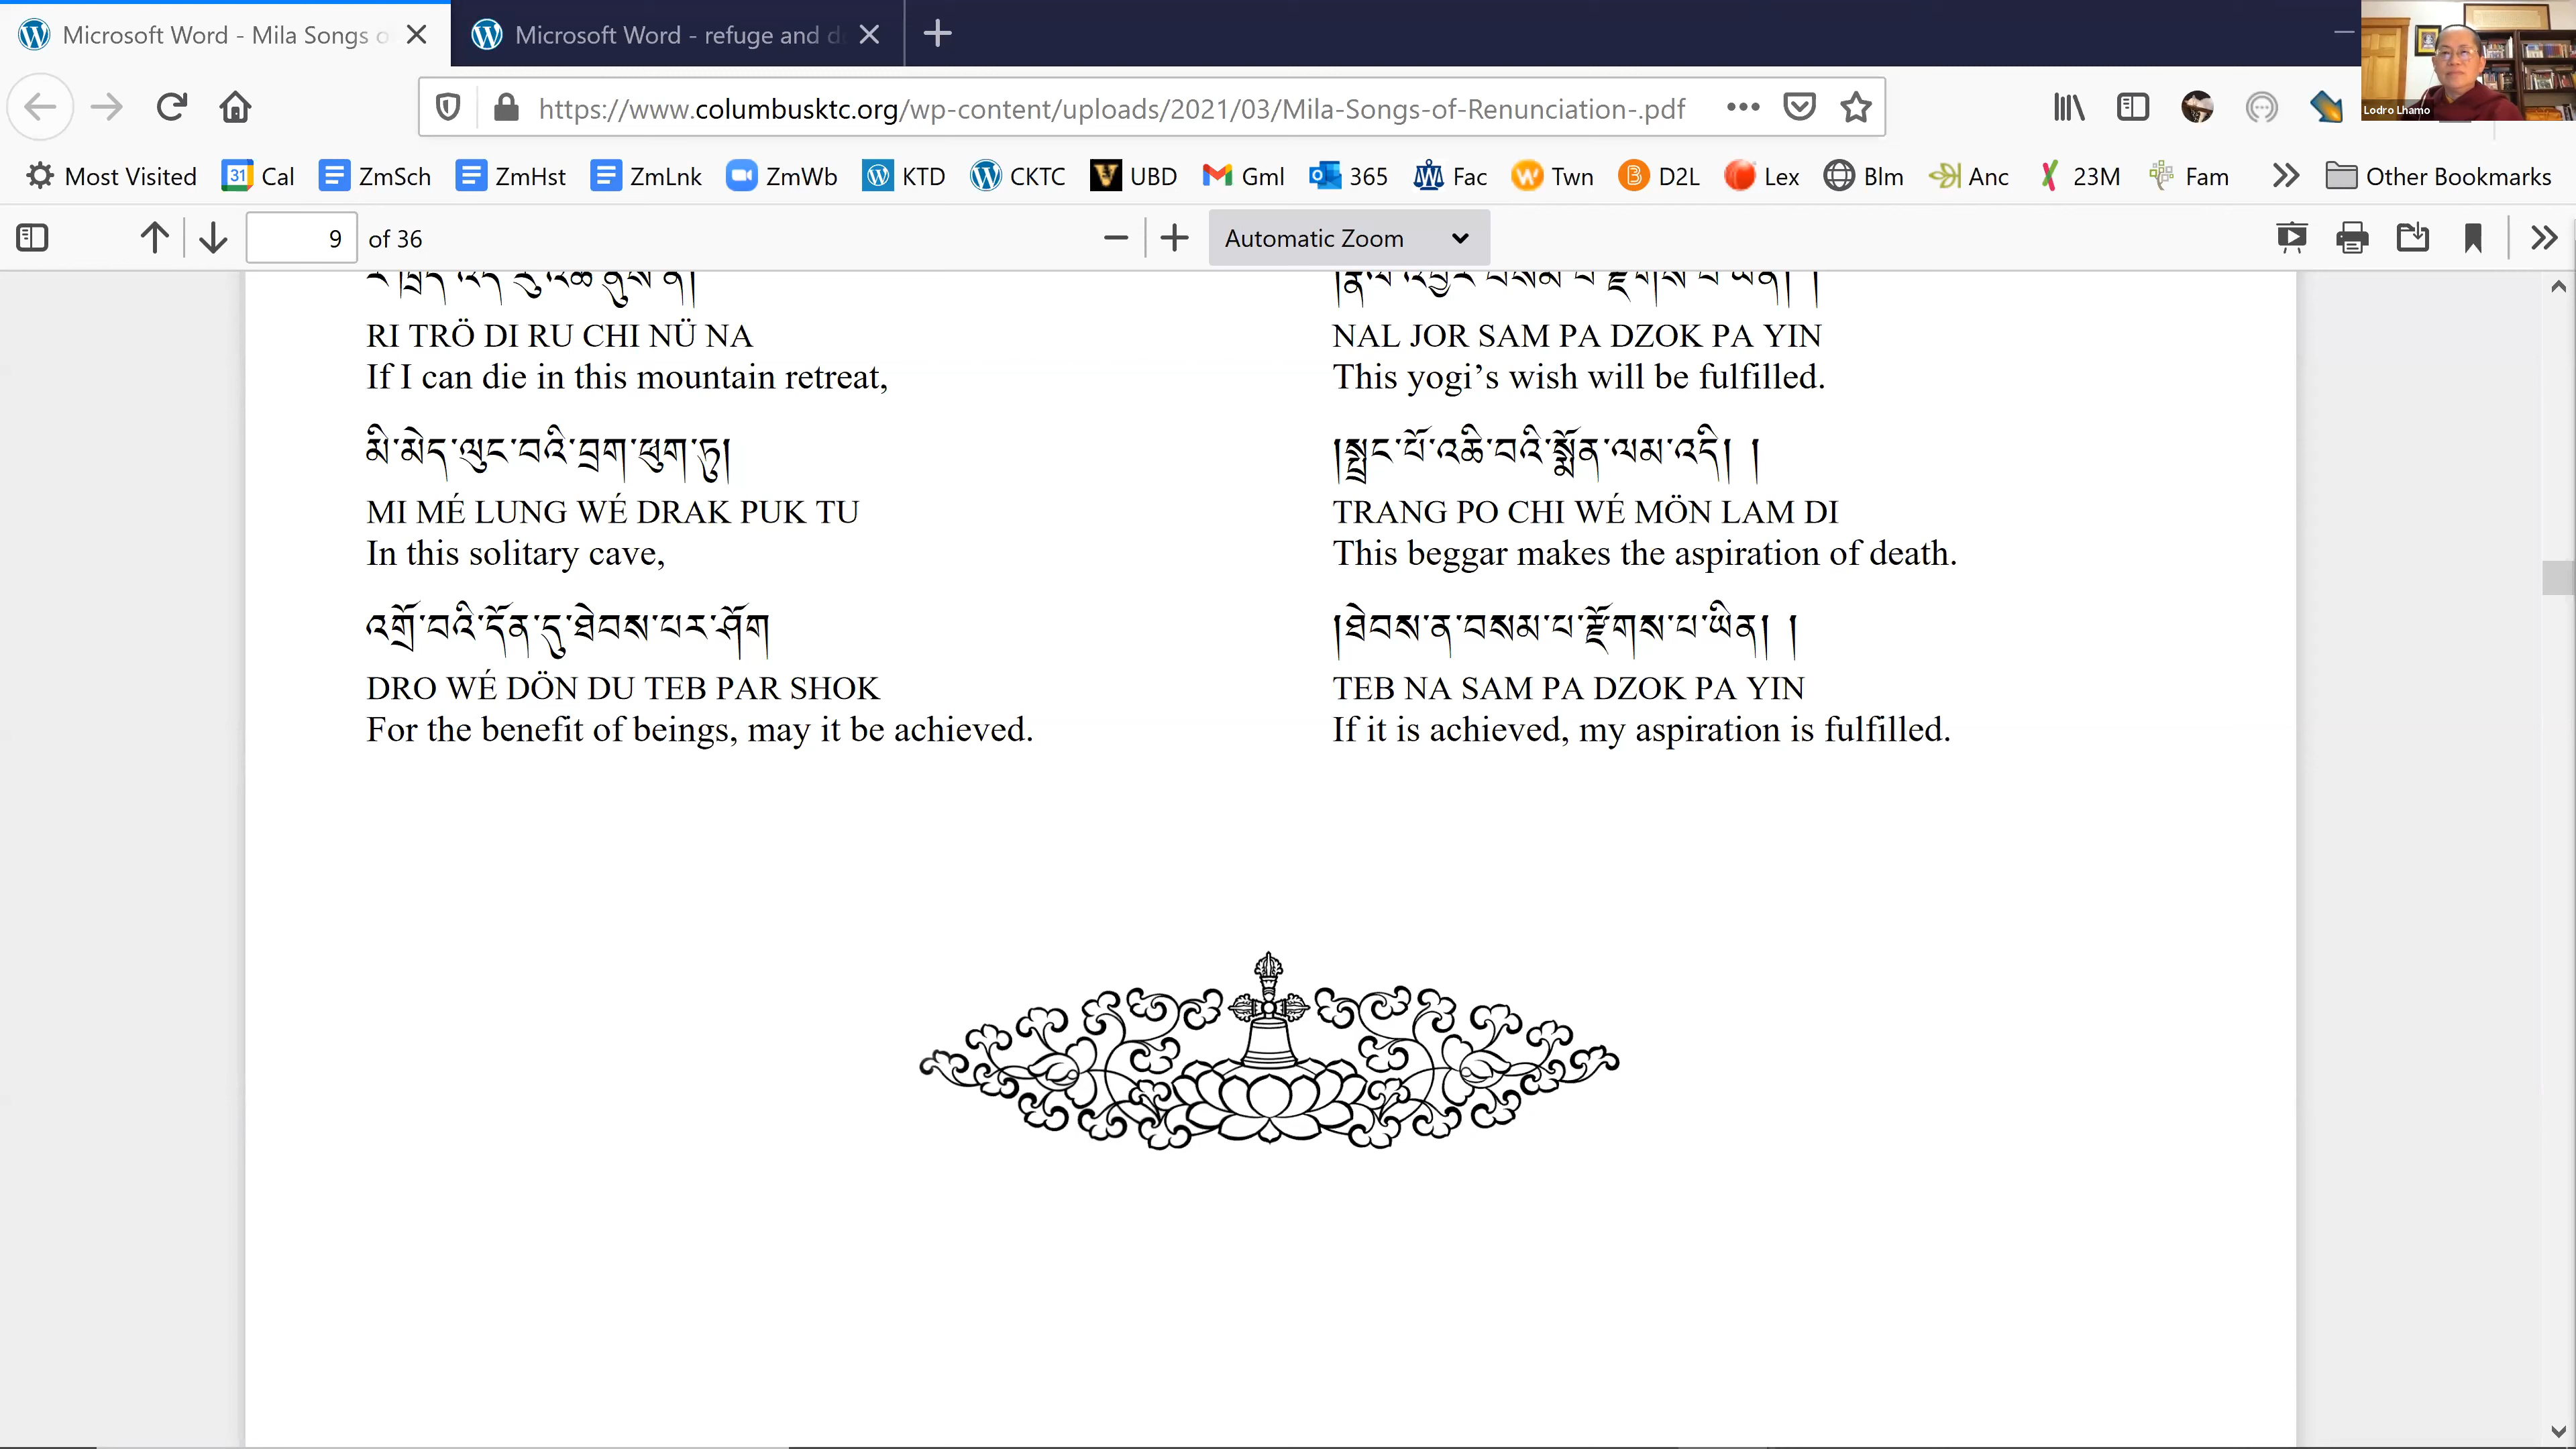 Microsoft Word - Mila Songs o
Microsoft Word - refuge and d
https://www.columbusktc.org/wp-content/uploads/2021/03/Mila-Songs-of-Renunciation-.pdf
Lodro Lhamo
Most Visited 31 Cal ZmSch ZmHst ZmLnk ZmWb KTD CKTC UBD Gml 365 Fac Twn D2L Lex Blm Anc 23M Fam Other Bookmarks
9 of 36 Automatic Zoom
RI TRÖ DI RU CHI NÜ NA
If I can die in this mountain retreat,
NAL JOR SAM PA DZOK PA YIN
This yogi’s wish will be fulfilled.
མི་མེད་ལུང་བའི་བྲག་ཕུག་ཏུ།
MI MÉ LUNG WÉ DRAK PUK TU
In this solitary cave,
།སྤྲང་པོ་འཆི་བའི་སྨོན་ལམ་འདི། །
TRANG PO CHI WÉ MÖN LAM DI
This beggar makes the aspiration of death.
འགྲོ་བའི་དོན་དུ་ཐེབས་པར་ཤོག
DRO WÉ DÖN DU TEB PAR SHOK
For the benefit of beings, may it be achieved.
།ཐེབས་ན་བསམ་པ་རྫོགས་པ་ཡིན། །
TEB NA SAM PA DZOK PA YIN
If it is achieved, my aspiration is fulfilled.